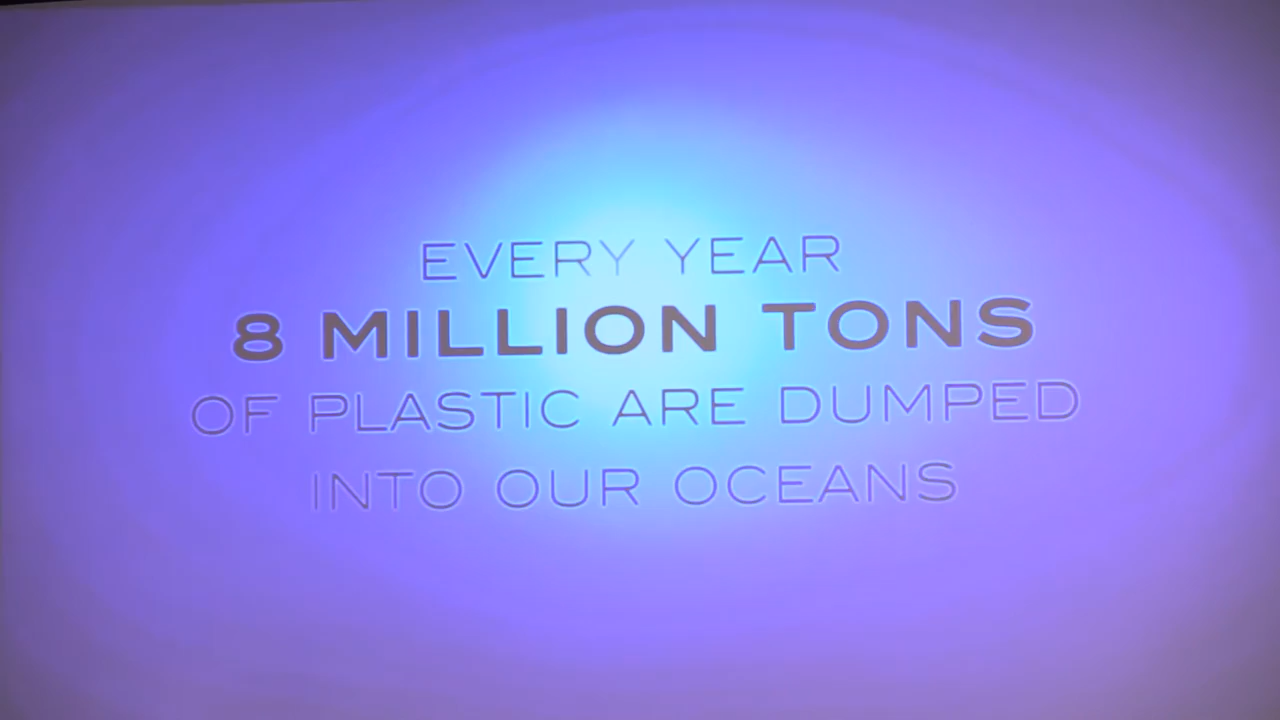 EVERY YEAR
8 MILLION TONS
OF PLASTIC ARE DUMPED
INTO OUR OCEANS